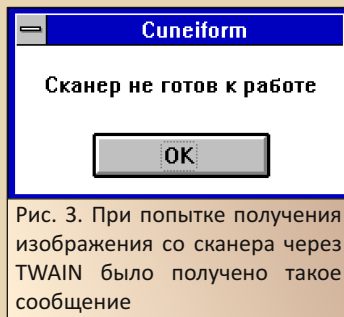 Cuneiform
Сканер не готов к работе
OK
Рис. 3. При попытке получения
изображения со сканера через
TWAIN было получено такое
сообщение